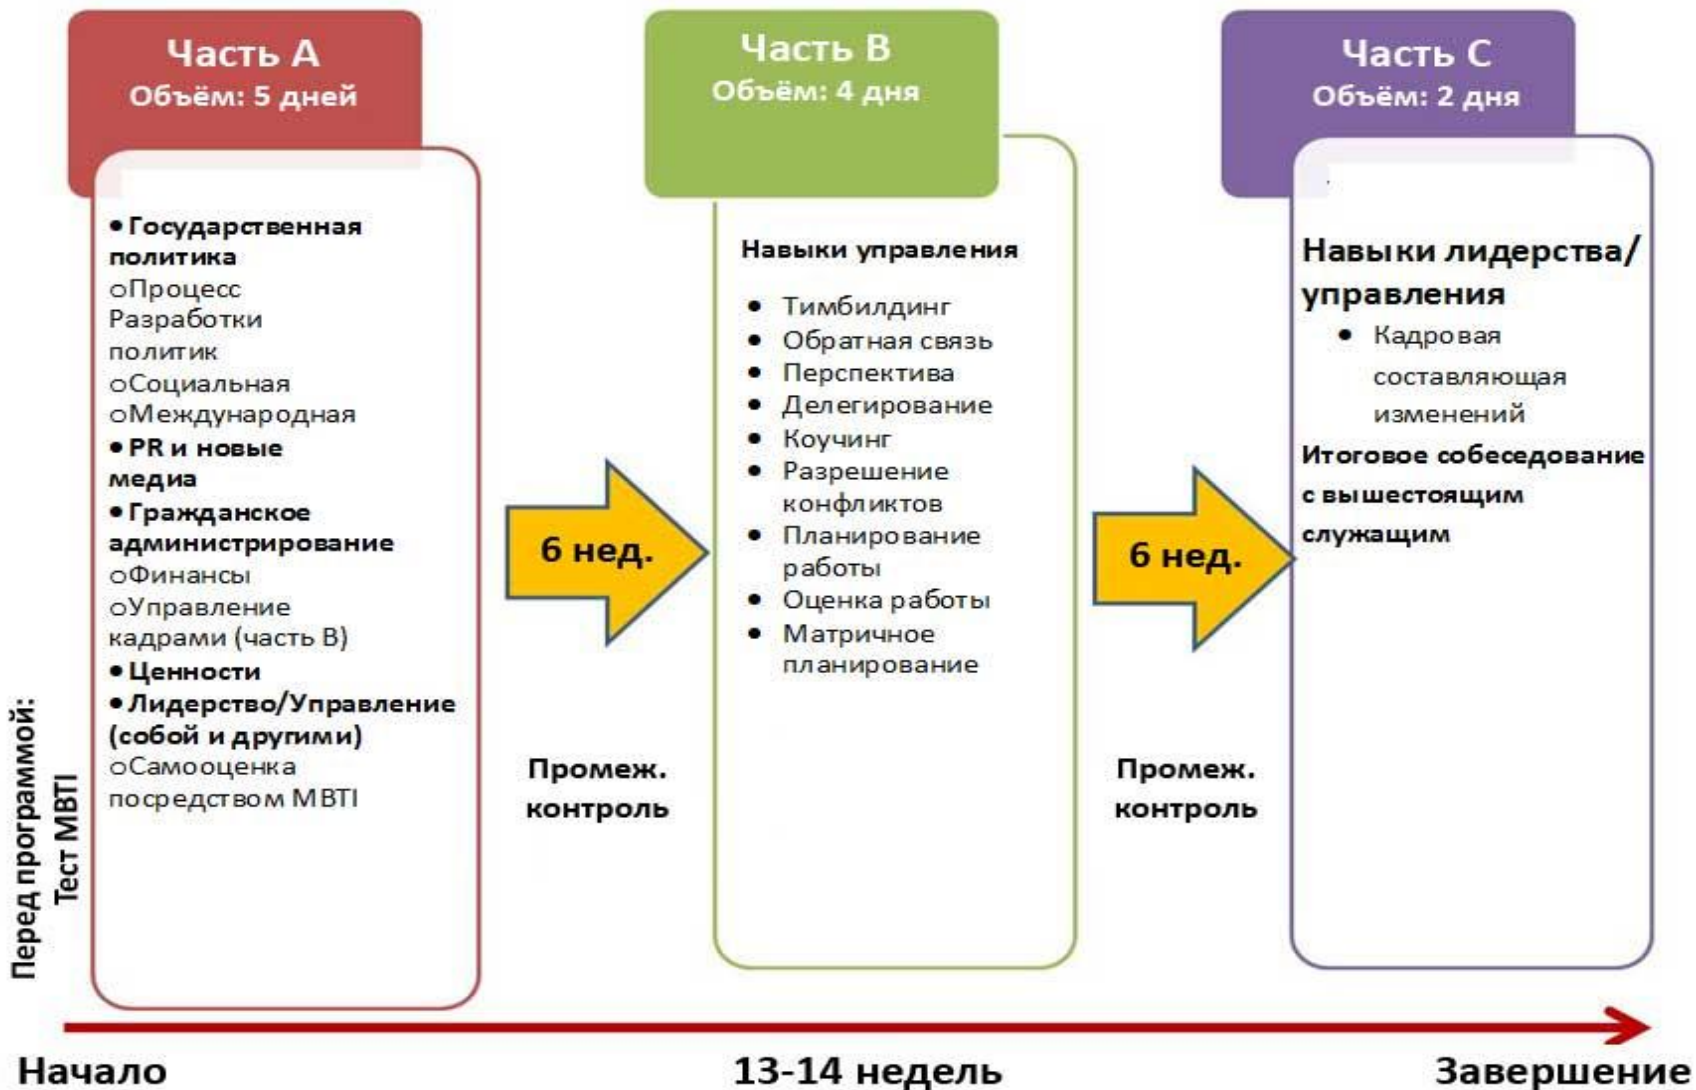 Часть А
Объём: 5 дней
• Государственная
политика
oПроцесс
Разработки
политик
oСоциальная
oМеждународная
• PR и новые
медиа
• Гражданское
администрирование
oФинансы
oУправление
кадрами (часть В)
• Ценности
• Лидерство/Управление
(собой и другими)
oСамооценка
посредством MBTI
Перед программой:
Тест MBTI
6 нед.
Промеж.
контроль
Часть В
Объём: 4 дня
Навыки управления
• Тимбилдинг
• Обратная связь
• Перспектива
• Делегирование
• Коучинг
• Разрешение
конфликтов
• Планирование
работы
• Оценка работы
• Матричное
планирование
6 нед.
Промеж.
контроль
Часть С
Объём: 2 дня
Навыки лидерства/
управления
• Кадровая
составляющая
изменений
Итоговое собеседование
с вышестоящим
служащим
Начало
13-14 недель
Завершение